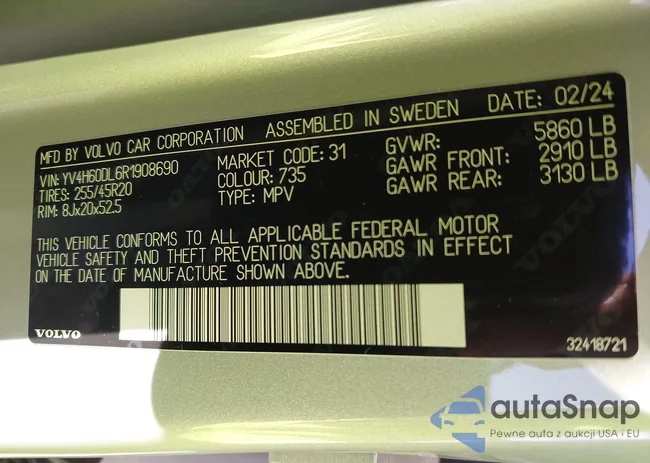 MFD BY VOLVO CAR CORPORATION ASSEMBLED IN SWEDEN DATE: 02/24
VIN: YV4H60DL6R1908690 MARKET CODE: 31 GVWR: 5860 LB
TIRES: 255/45R20 COLOUR: 735 GAWR FRONT: 2910 LB
RIM: 8Jx20x52.5 TYPE: MPV GAWR REAR: 3130 LB
THIS VEHICLE CONFORMS TO ALL APPLICABLE FEDERAL MOTOR
VEHICLE SAFETY AND THEFT PREVENTION STANDARDS IN EFFECT
ON THE DATE OF MANUFACTURE SHOWN ABOVE.
VOLVO 32418721
autaSnap
Pewne auta z aukcji USA i EU